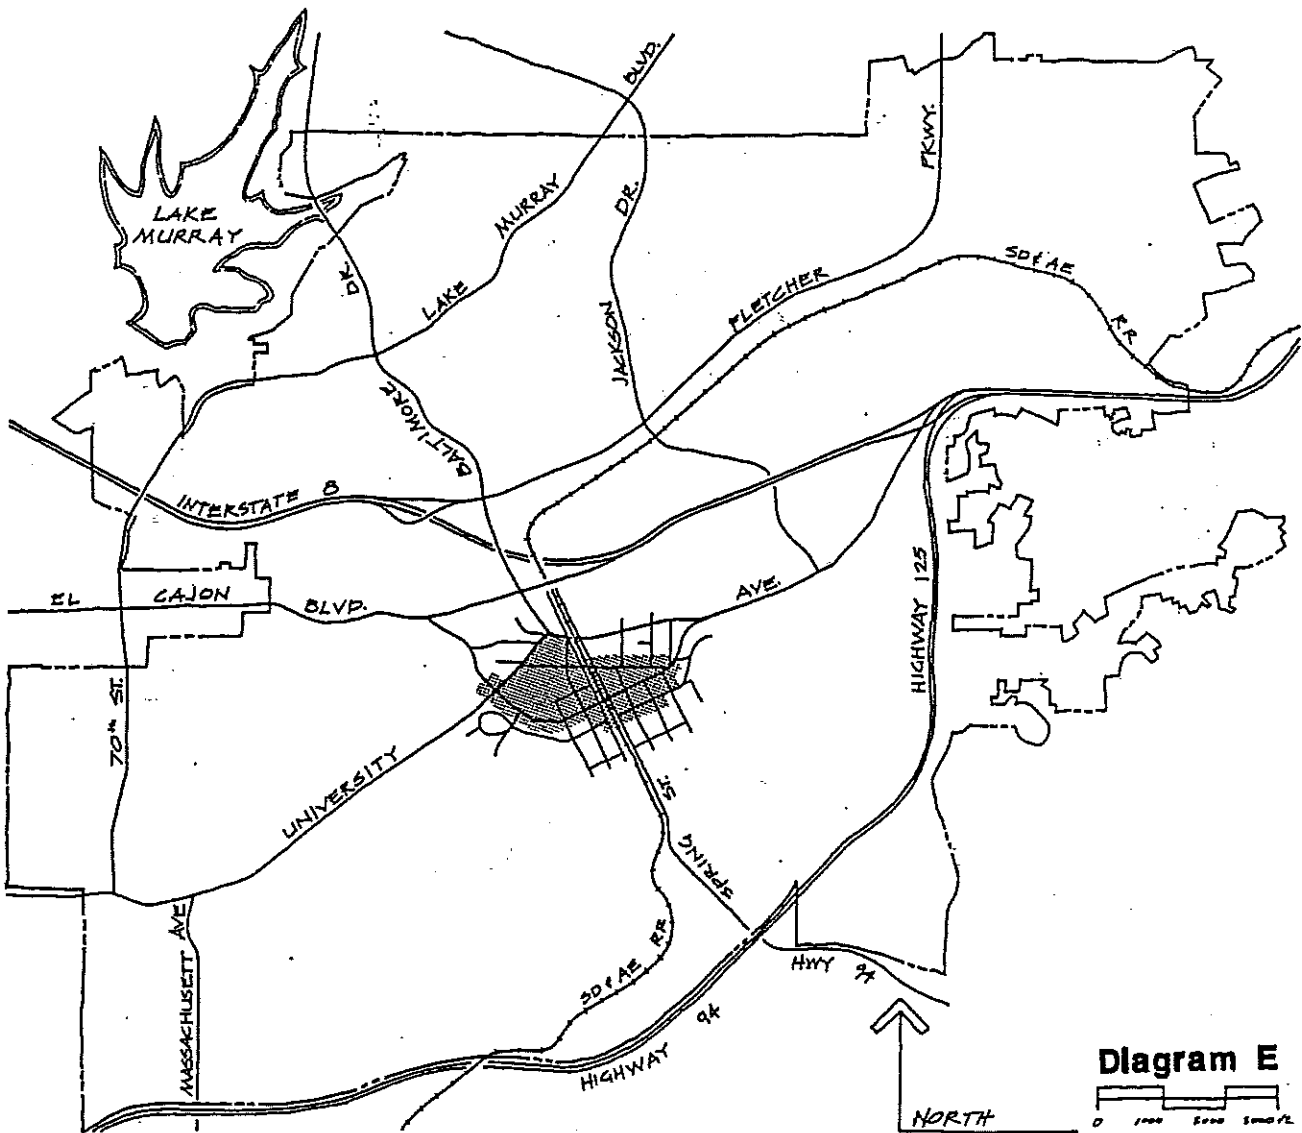 BLVD.
PKWY.
LAKE
MURRAY
MURRAY
DR.
DR.
LAKE
FLETCHER
SD & AE
RR
JACKSON
BALTIMORE
INTERSTATE 8
HIGHWAY 125
EL CAJON BLVD.
AVE.
70th ST.
UNIVERSITY
ST.
SPRING
MASSACHUSETT AVE
SD & AE RR
HWY 94
HIGHWAY 94
Diagram E
0 1000
NORTH